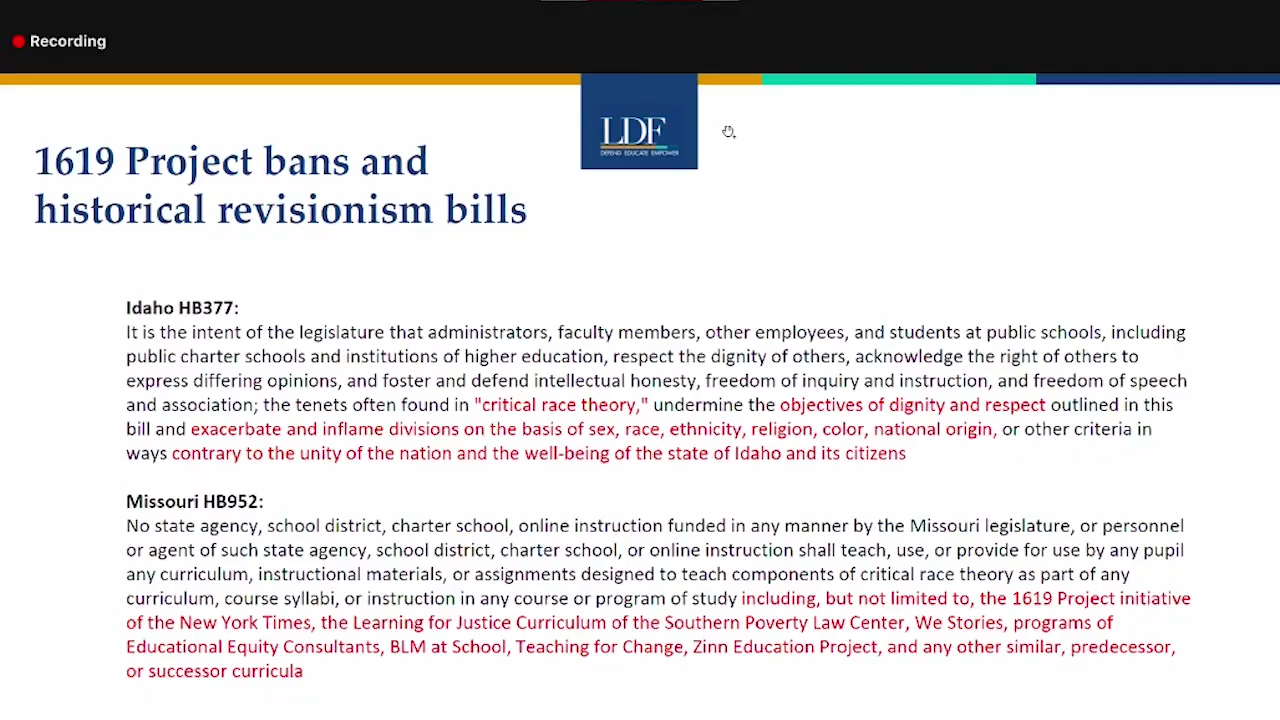 Recording
LDF
DEFEND EDUCATE EMPOWER
1619 Project bans and
historical revisionism bills
Idaho HB377:
It is the intent of the legislature that administrators, faculty members, other employees, and students at public schools, including
public charter schools and institutions of higher education, respect the dignity of others, acknowledge the right of others to
express differing opinions, and foster and defend intellectual honesty, freedom of inquiry and instruction, and freedom of speech
and association; the tenets often found in "critical race theory," undermine the objectives of dignity and respect outlined in this
bill and exacerbate and inflame divisions on the basis of sex, race, ethnicity, religion, color, national origin, or other criteria in
ways contrary to the unity of the nation and the well-being of the state of Idaho and its citizens
Missouri HB952:
No state agency, school district, charter school, online instruction funded in any manner by the Missouri legislature, or personnel
or agent of such state agency, school district, charter school, or online instruction shall teach, use, or provide for use by any pupil
any curriculum, instructional materials, or assignments designed to teach components of critical race theory as part of any
curriculum, course syllabi, or instruction in any course or program of study including, but not limited to, the 1619 Project initiative
of the New York Times, the Learning for Justice Curriculum of the Southern Poverty Law Center, We Stories, programs of
Educational Equity Consultants, BLM at School, Teaching for Change, Zinn Education Project, and any other similar, predecessor,
or successor curricula